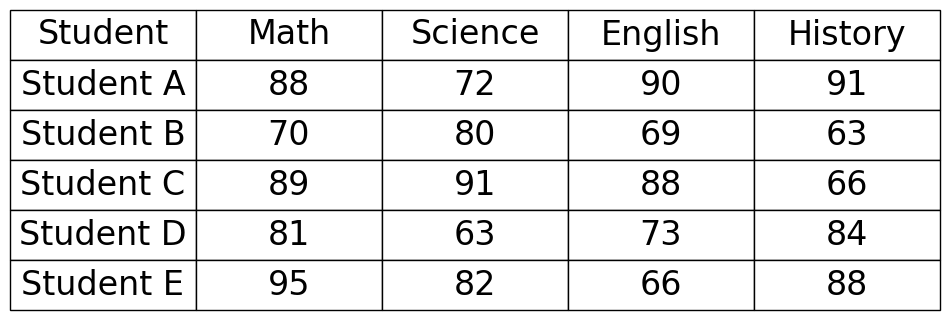 Student Math Science English History
Student A 88 72 90 91
Student B 70 80 69 63
Student C 89 91 88 66
Student D 81 63 73 84
Student E 95 82 66 88